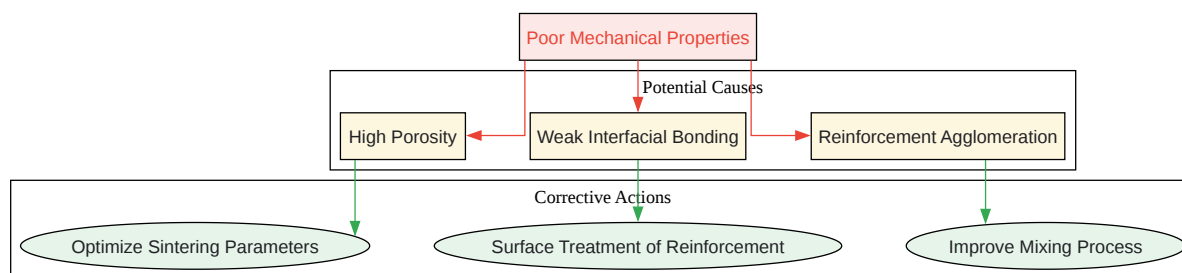 Poor Mechanical Properties
Potential Causes
High Porosity
Weak Interfacial Bonding
Reinforcement Agglomeration
Corrective Actions
Optimize Sintering Parameters
Surface Treatment of Reinforcement
Improve Mixing Process